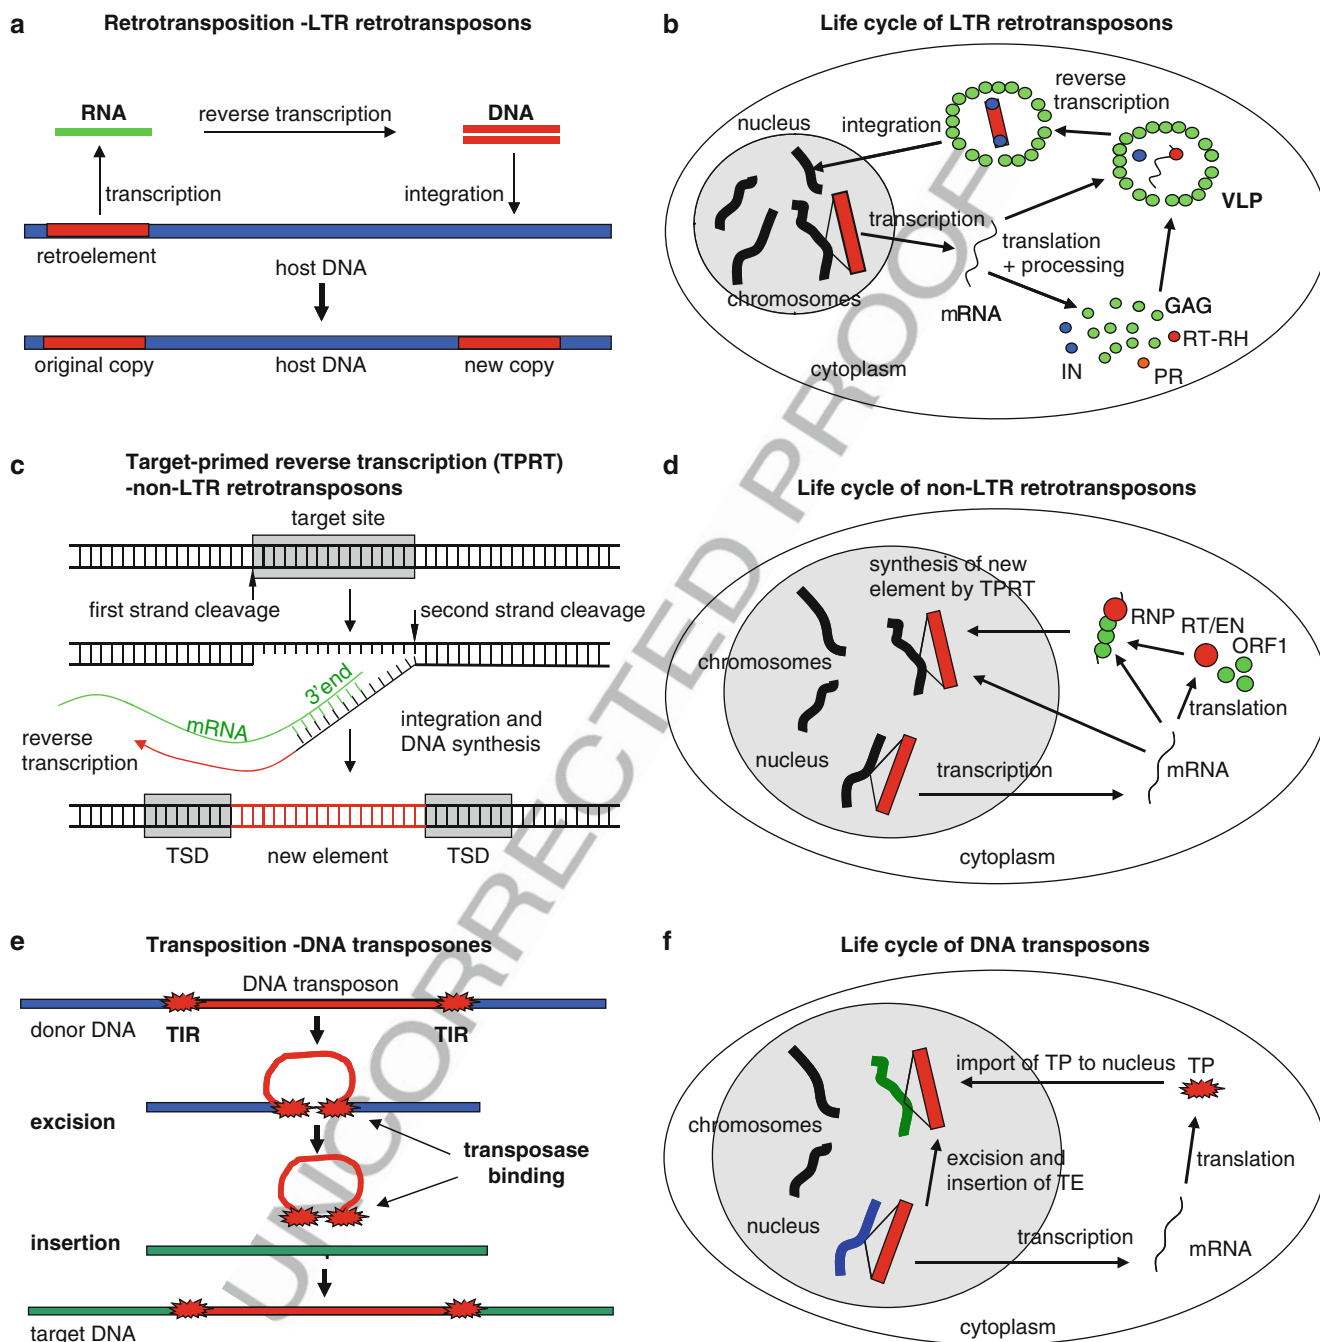 a
Retrotransposition -LTR retrotransposons
RNA
reverse transcription
DNA
transcription
integration
retroelement
host DNA
original copy
host DNA
new copy
b
Life cycle of LTR retrotransposons
reverse
transcription
nucleus
integration
VLP
transcription
translation
+ processing
chromosomes
mRNA
GAG
RT-RH
IN
PR
cytoplasm
c
Target-primed reverse transcription (TPRT)
-non-LTR retrotransposons
target site
first strand cleavage
second strand cleavage
3'end
mRNA
integration and
DNA synthesis
reverse
transcription
TSD
new element
TSD
d
Life cycle of non-LTR retrotransposons
synthesis of new
element by TPRT
RNP
RT/EN
ORF1
chromosomes
translation
nucleus
transcription
mRNA
cytoplasm
e
Transposition -DNA transposones
DNA transposon
donor DNA
TIR
TIR
excision
transposase
binding
insertion
target DNA
f
Life cycle of DNA transposons
import of TP to nucleus
TP
chromosomes
excision and
insertion of TE
translation
nucleus
transcription
mRNA
cytoplasm
UNCORRECTED PROOF